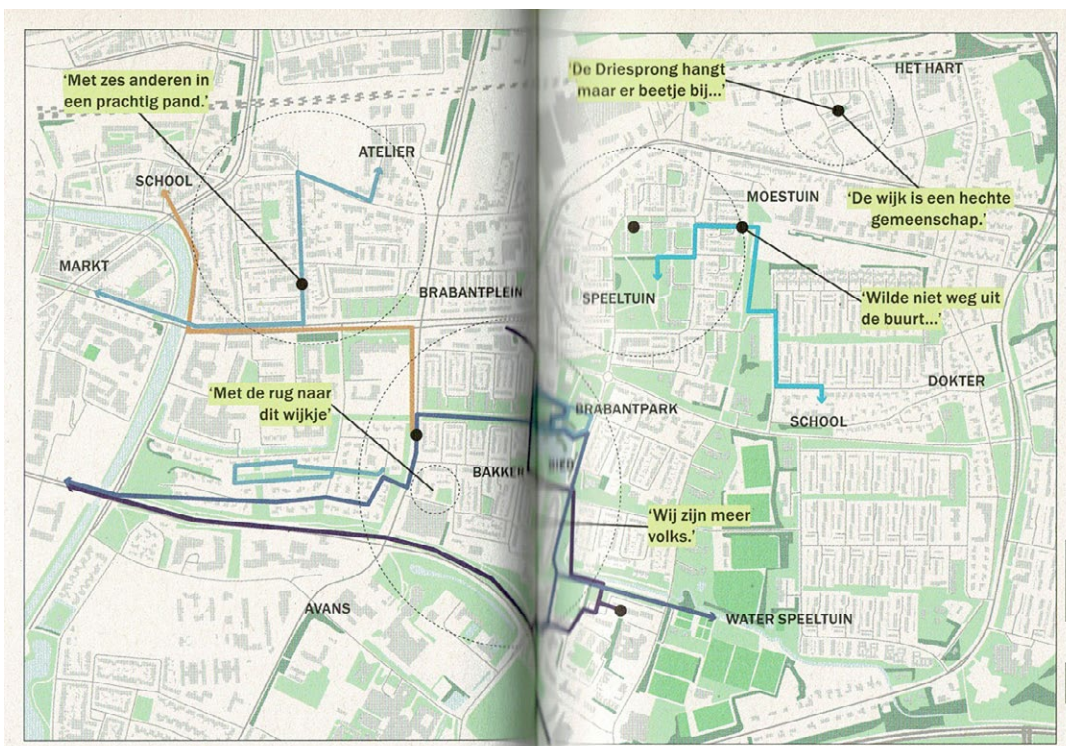 'Met zes anderen in
een prachtig pand.'
ATELIER
SCHOOL
MARKT
BRABANTPLEIN
'Met de rug naar
dit wijkje'
BAKKER
AVANS
'De Driesprong hangt
maar er beetje bij...'
HET HART
MOESTUIN
'De wijk is een hechte
gemeenschap.'
SPEELTUIN
'Wilde niet weg uit
de buurt...'
DOKTER
BRABANTPARK
SCHOOL
'Wij zijn meer
volks.'
WATER SPEELTUIN